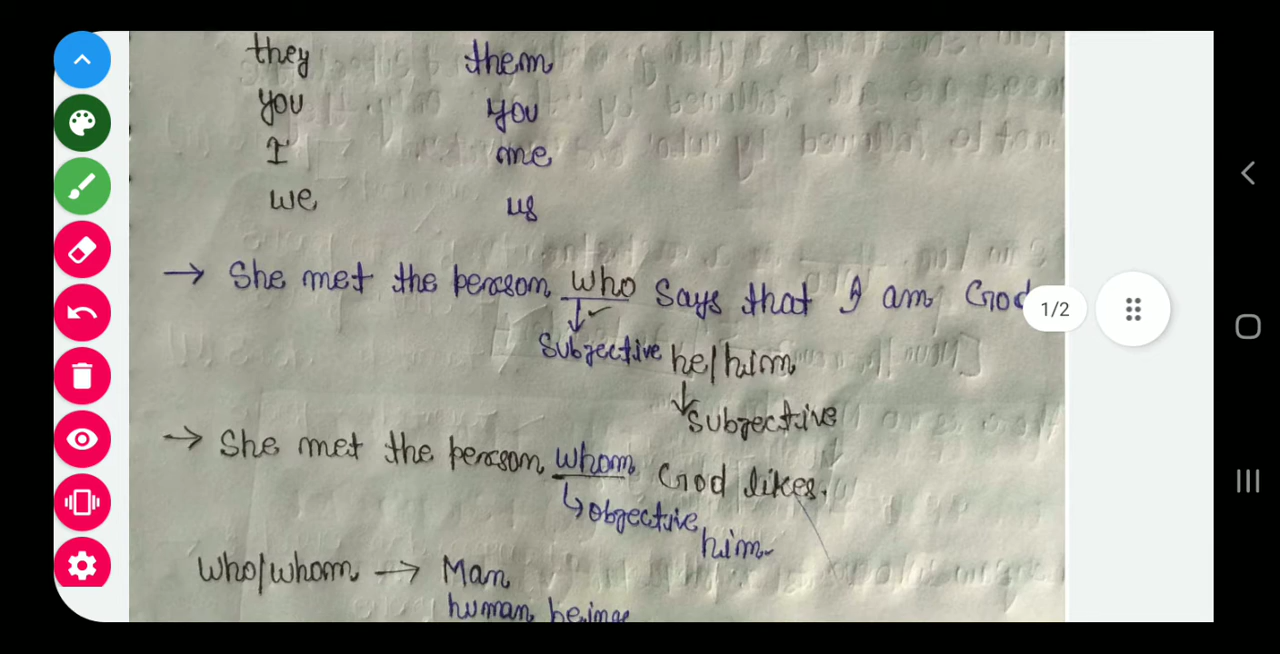 they them
you you
I me
we us
→ She met the person who says that I am God
Subjective he/him
Subjective
→ She met the person whom God likes.
objective
him
who/whom → Man
human beings
1/2